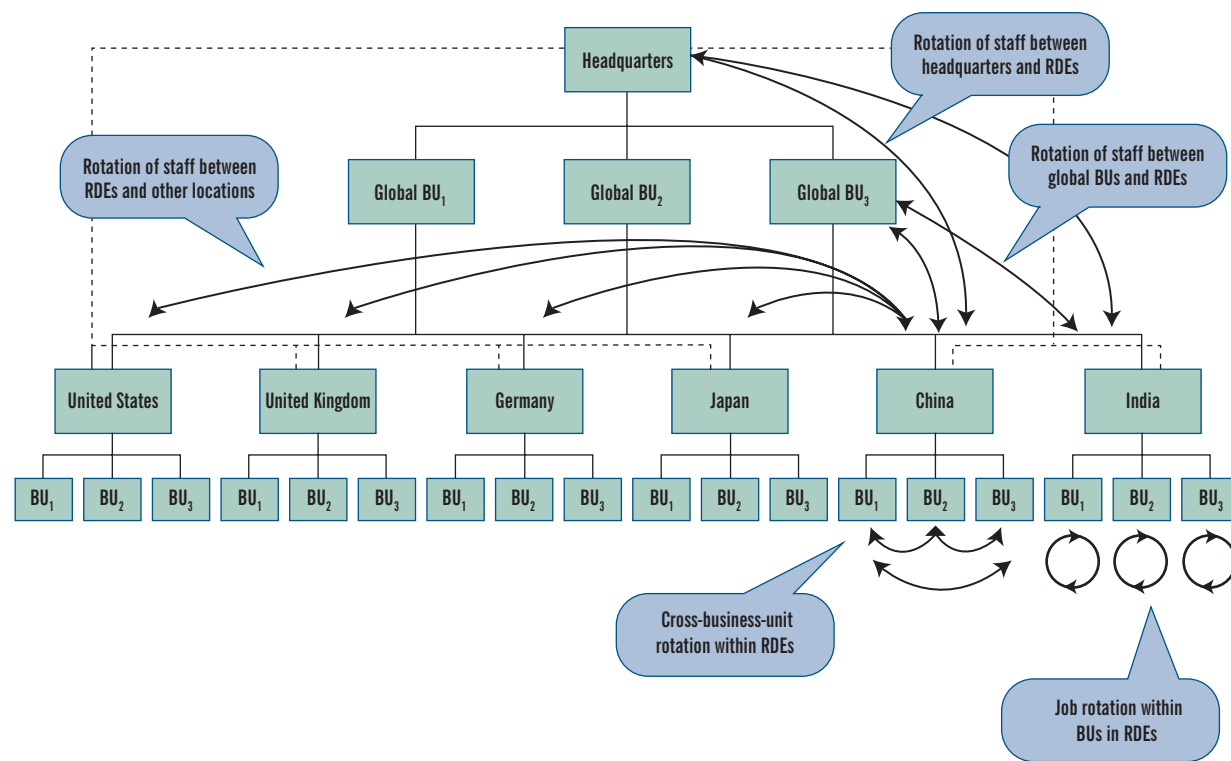 Headquarters
Rotation of staff between
headquarters and RDEs
Rotation of staff between
RDEs and other locations
Global BU₁
Global BU₂
Global BU₃
Rotation of staff between
global BUs and RDEs
United States
United Kingdom
Germany
Japan
China
India
BU₁
BU₂
BU₃
BU₁
BU₂
BU₃
BU₁
BU₂
BU₃
BU₁
BU₂
BU₃
BU₁
BU₂
BU₃
BU₁
BU₂
BU₃
Cross-business-unit
rotation within RDEs
Job rotation within
BUs in RDEs